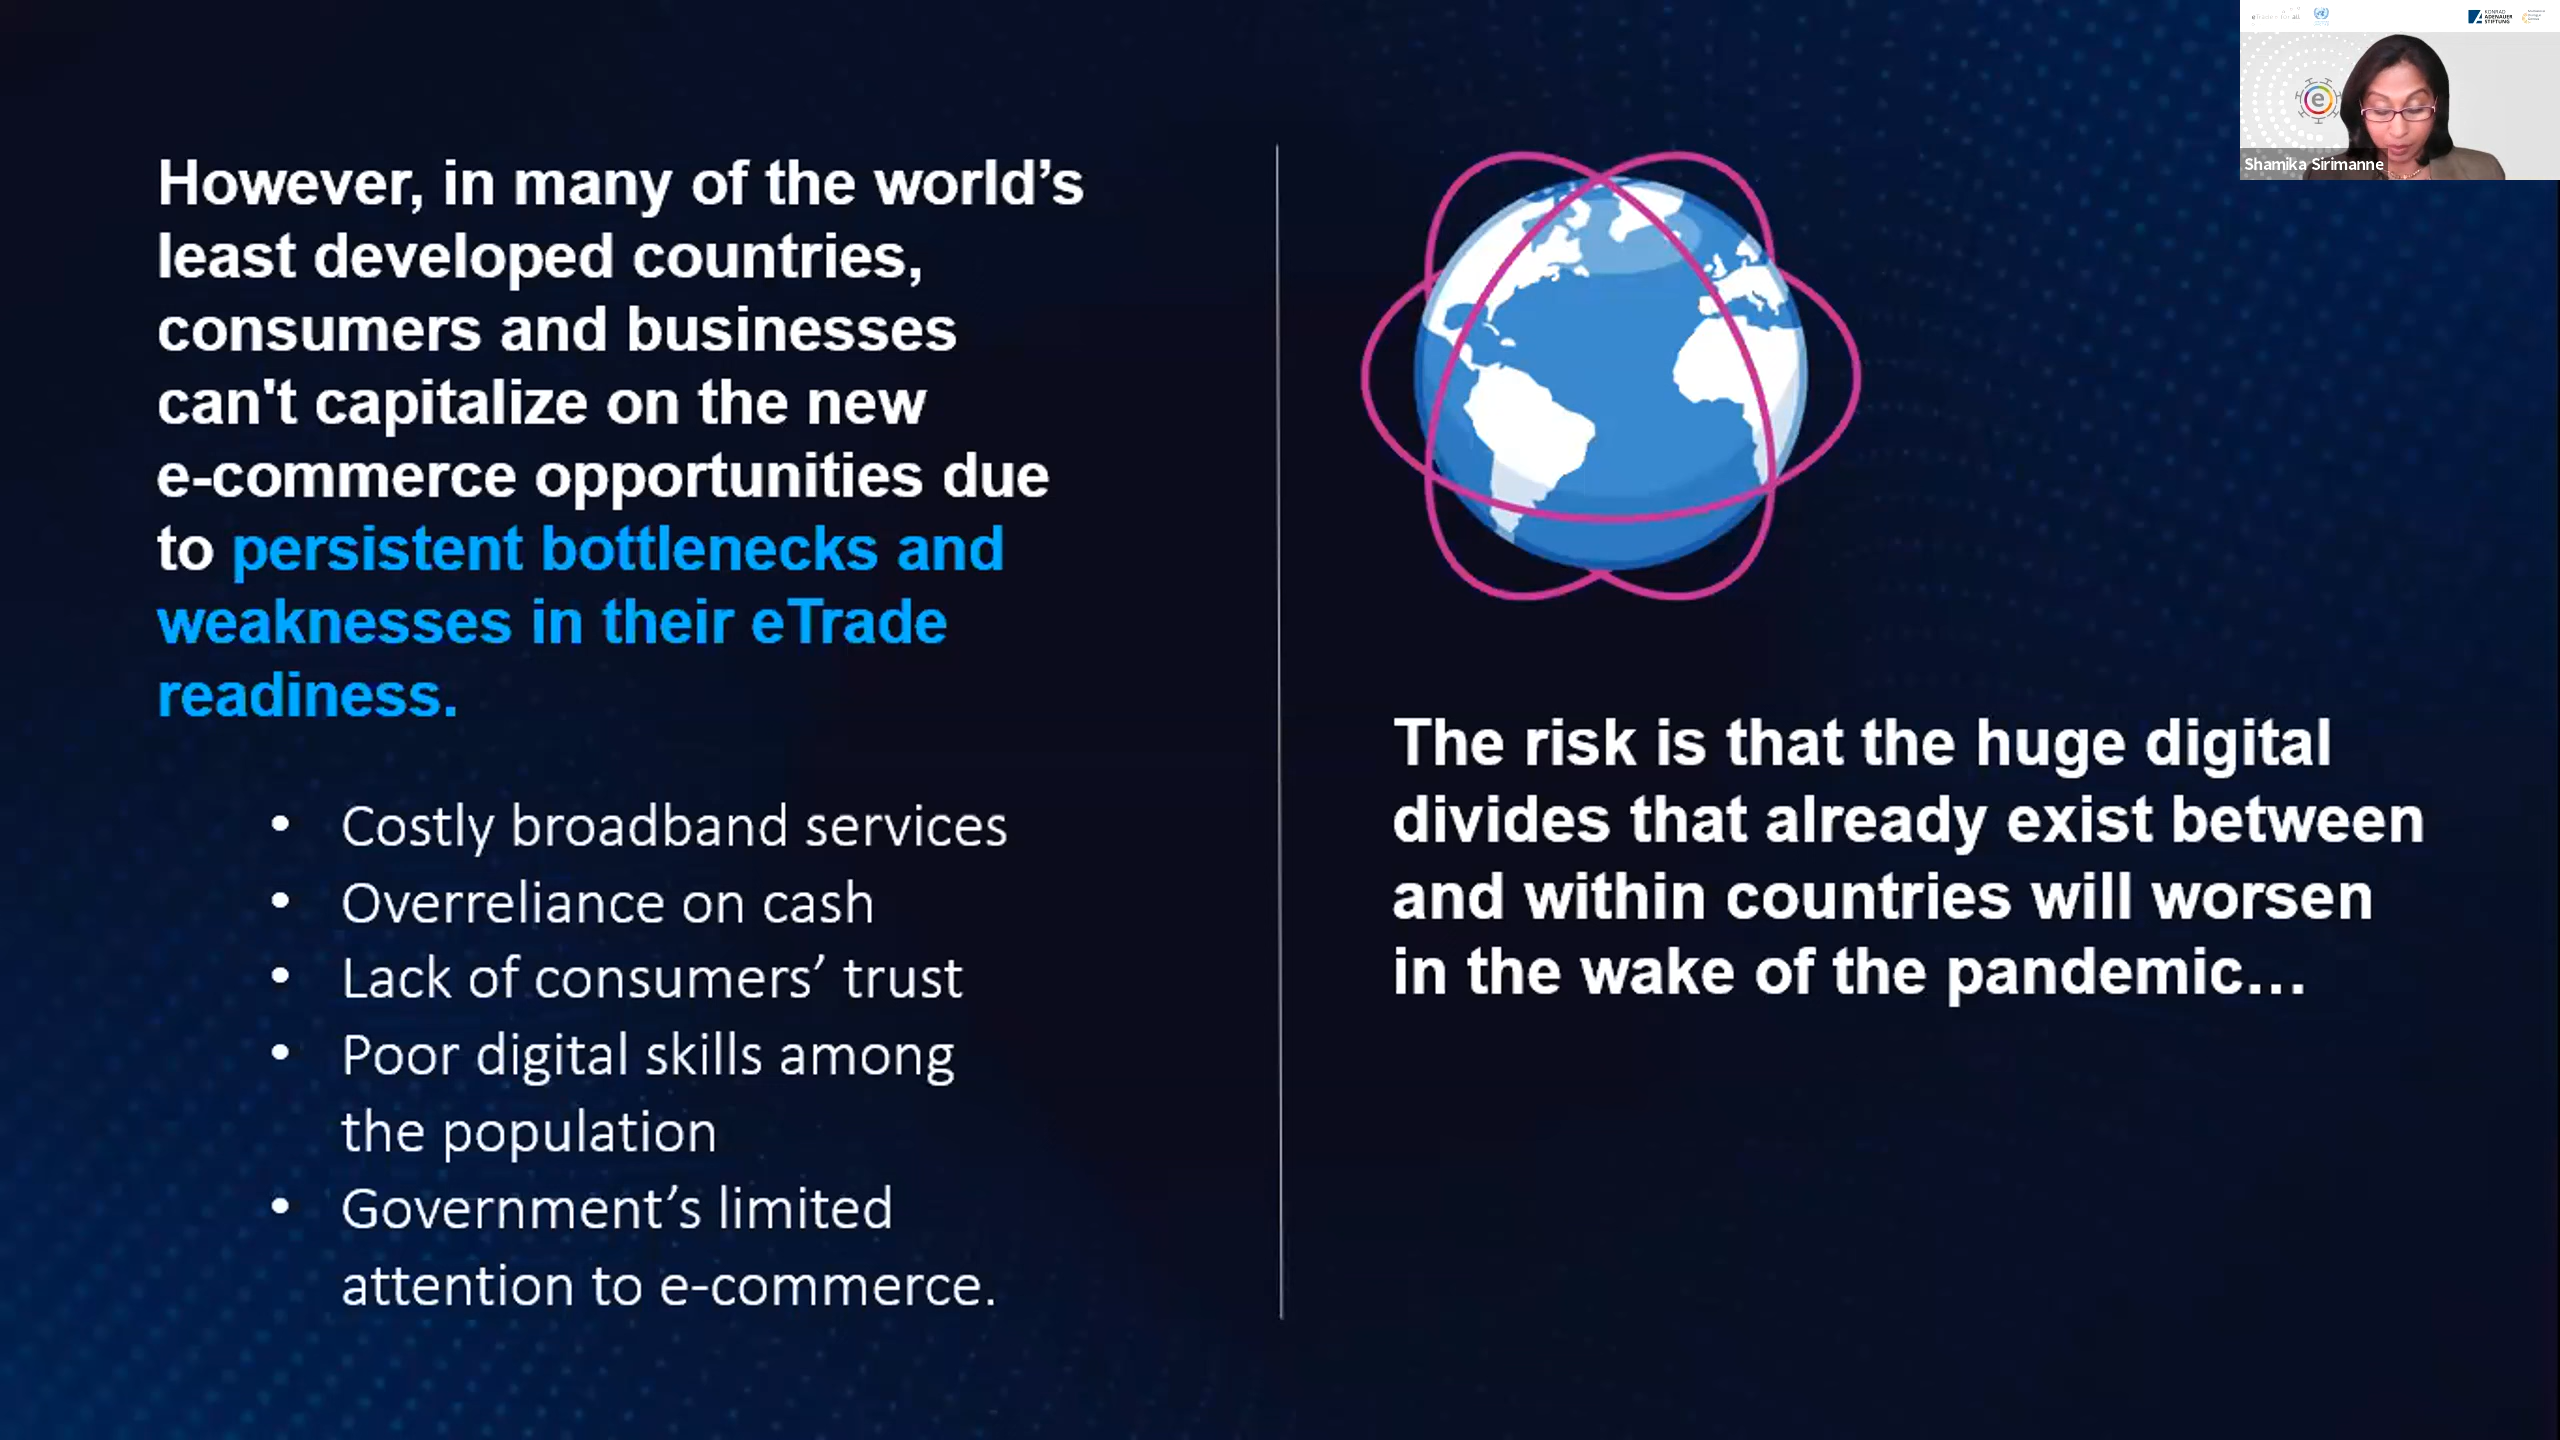 However, in many of the world’s
least developed countries,
consumers and businesses
can't capitalize on the new
e-commerce opportunities due
to persistent bottlenecks and
weaknesses in their eTrade
readiness.
• Costly broadband services
• Overreliance on cash
• Lack of consumers’ trust
• Poor digital skills among
the population
• Government’s limited
attention to e-commerce.
The risk is that the huge digital
divides that already exist between
and within countries will worsen
in the wake of the pandemic…
KONRAD
ADENAUER
STIFTUNG
e
Shamika Sirimanne